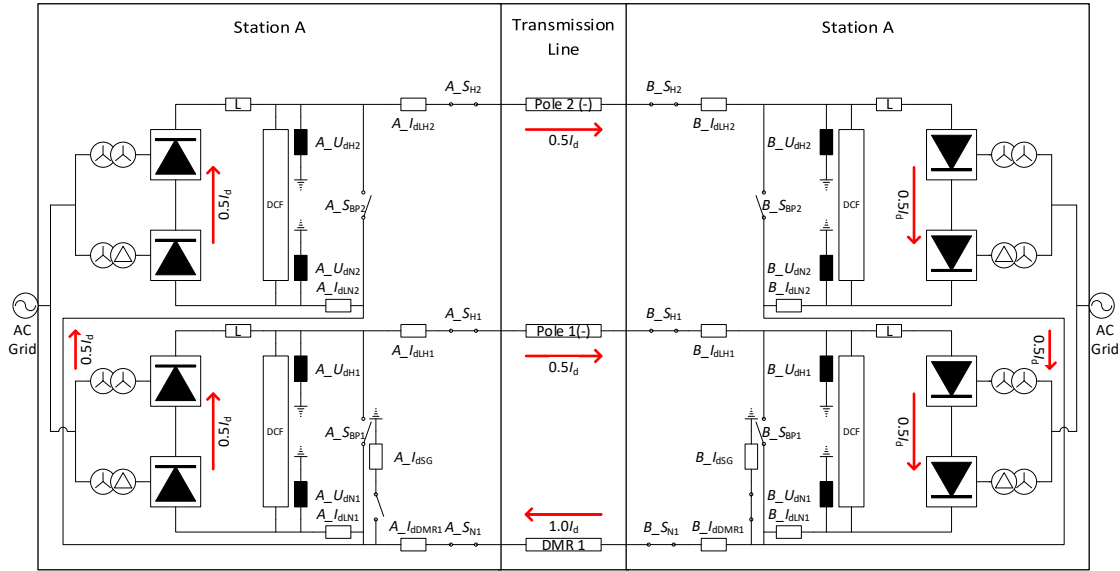 Station A
Transmission
Line
Station A
A_SH2
B_SH2
L
Pole 2 (-)
L
A_IdLH2
B_IdLH2
0.5Id
A_UdH2
B_UdH2
0.5Id
DCF
A_SBP2
B_SBP2
DCF
0.5Id
A_UdN2
B_UdN2
A_IdLN2
B_IdLN2
AC
Grid
AC
Grid
A_SH1
B_SH1
L
Pole 1(-)
L
0.5Id
A_IdLH1
B_IdLH1
0.5Id
0.5Id
A_UdH1
B_UdH1
0.5Id
DCF
A_SBP1
B_SBP1
DCF
0.5Id
A_IdSG
B_IdSG
A_UdN1
B_UdN1
A_IdLN1
B_IdLN1
A_IdDMR1
A_SN1
1.0Id
B_SN1
B_IdDMR1
DMR 1